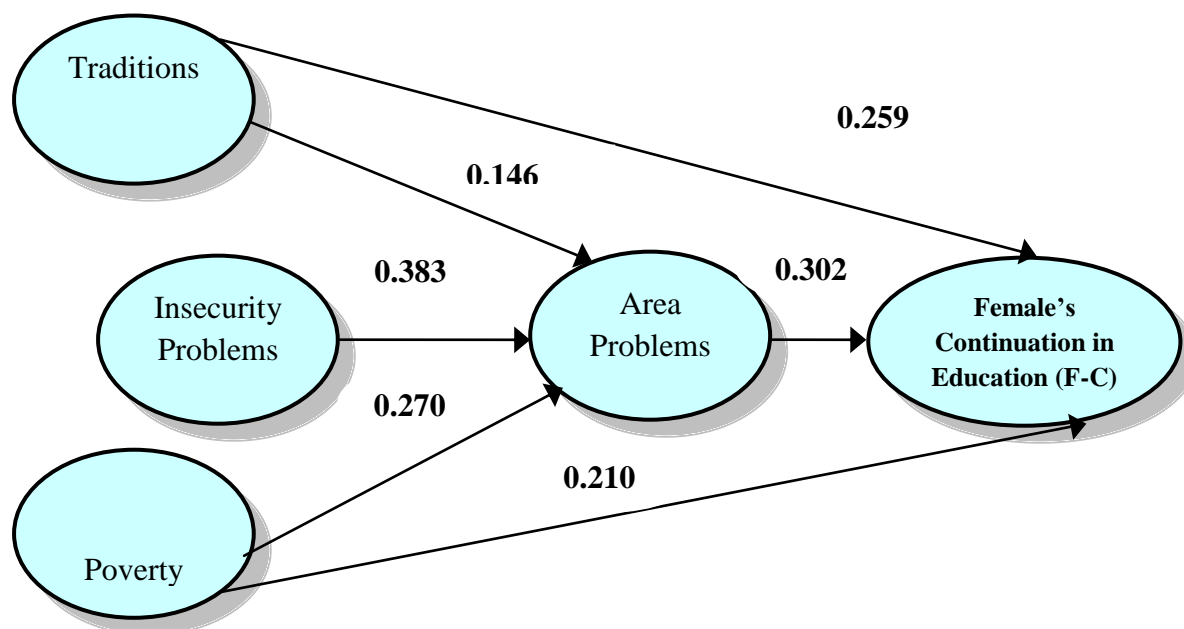 Traditions
0.259
0.146
0.383
0.302
Insecurity
Problems
Area
Problems
Female’s
Continuation in
Education (F-C)
0.270
0.210
Poverty